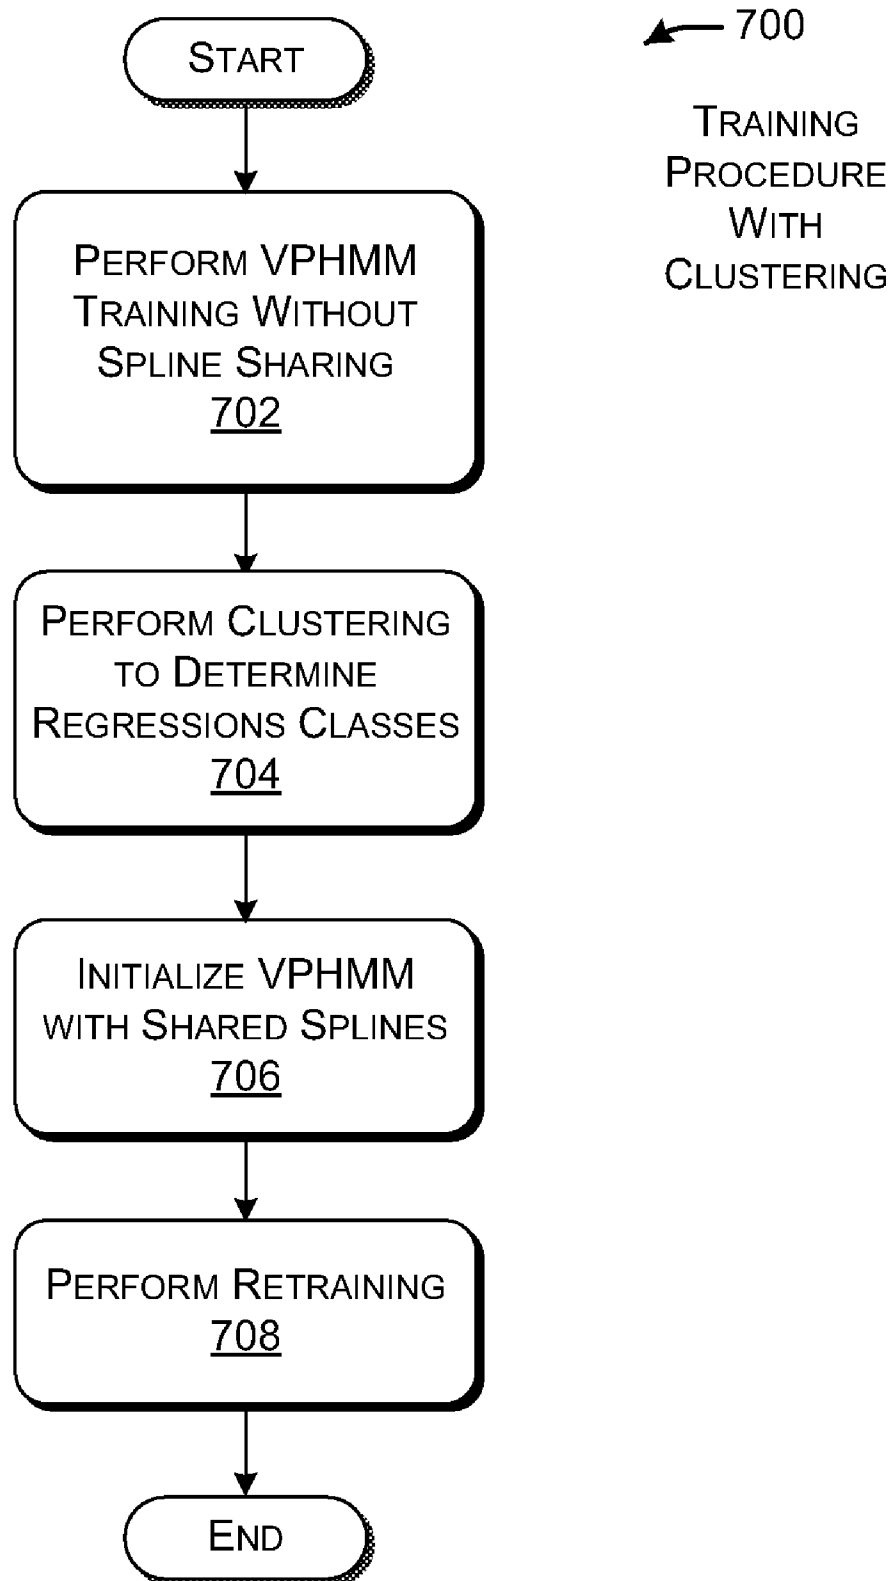 START
700
TRAINING
PROCEDURE
WITH
CLUSTERING
PERFORM VPHMM
TRAINING WITHOUT
SPLINE SHARING
702
PERFORM CLUSTERING
TO DETERMINE
REGRESSIONS CLASSES
704
INITIALIZE VPHMM
WITH SHARED SPLINES
706
PERFORM RETRAINING
708
END